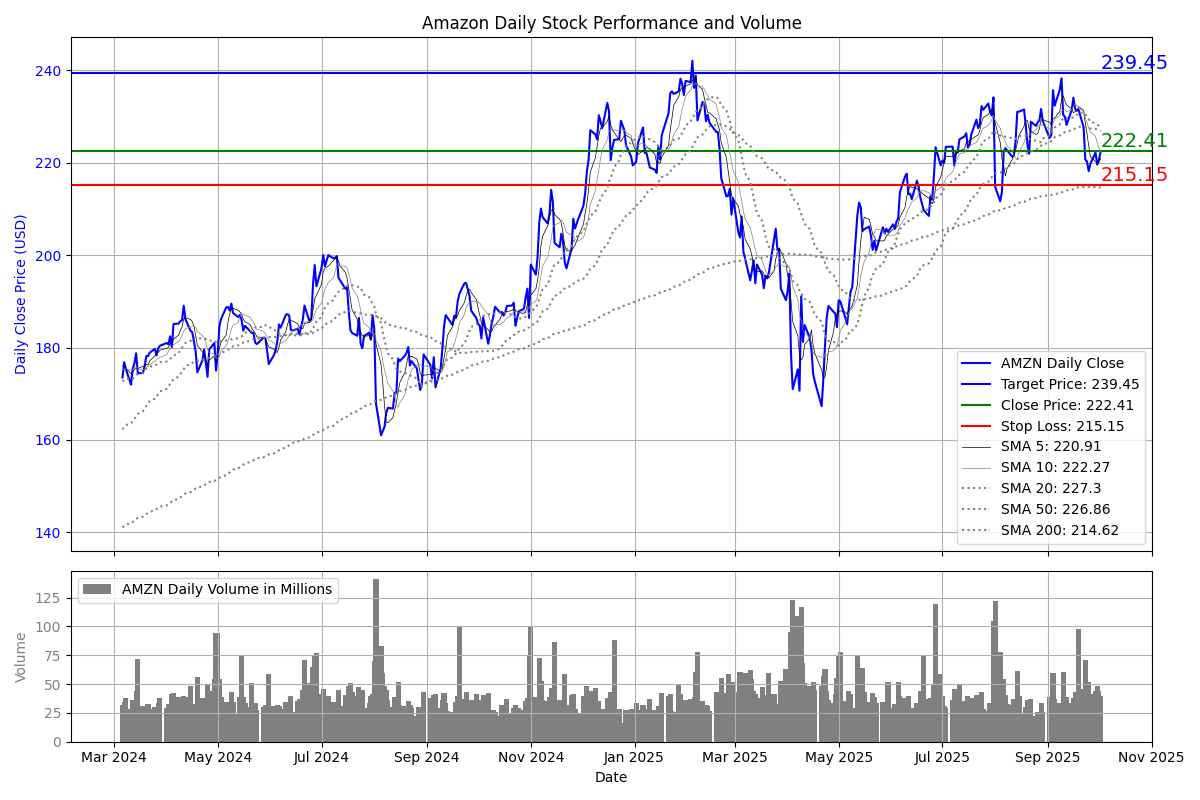 Amazon Daily Stock Performance and Volume
Daily Close Price (USD)
240
220
200
180
160
140
239.45
222.41
215.15
AMZN Daily Close
Target Price: 239.45
Close Price: 222.41
Stop Loss: 215.15
SMA 5: 220.91
SMA 10: 222.27
SMA 20: 227.3
SMA 50: 226.86
SMA 200: 214.62
Volume
125
100
75
50
25
0
AMZN Daily Volume in Millions
Mar 2024 May 2024 Jul 2024 Sep 2024 Nov 2024 Jan 2025 Mar 2025 May 2025 Jul 2025 Sep 2025 Nov 2025
Date